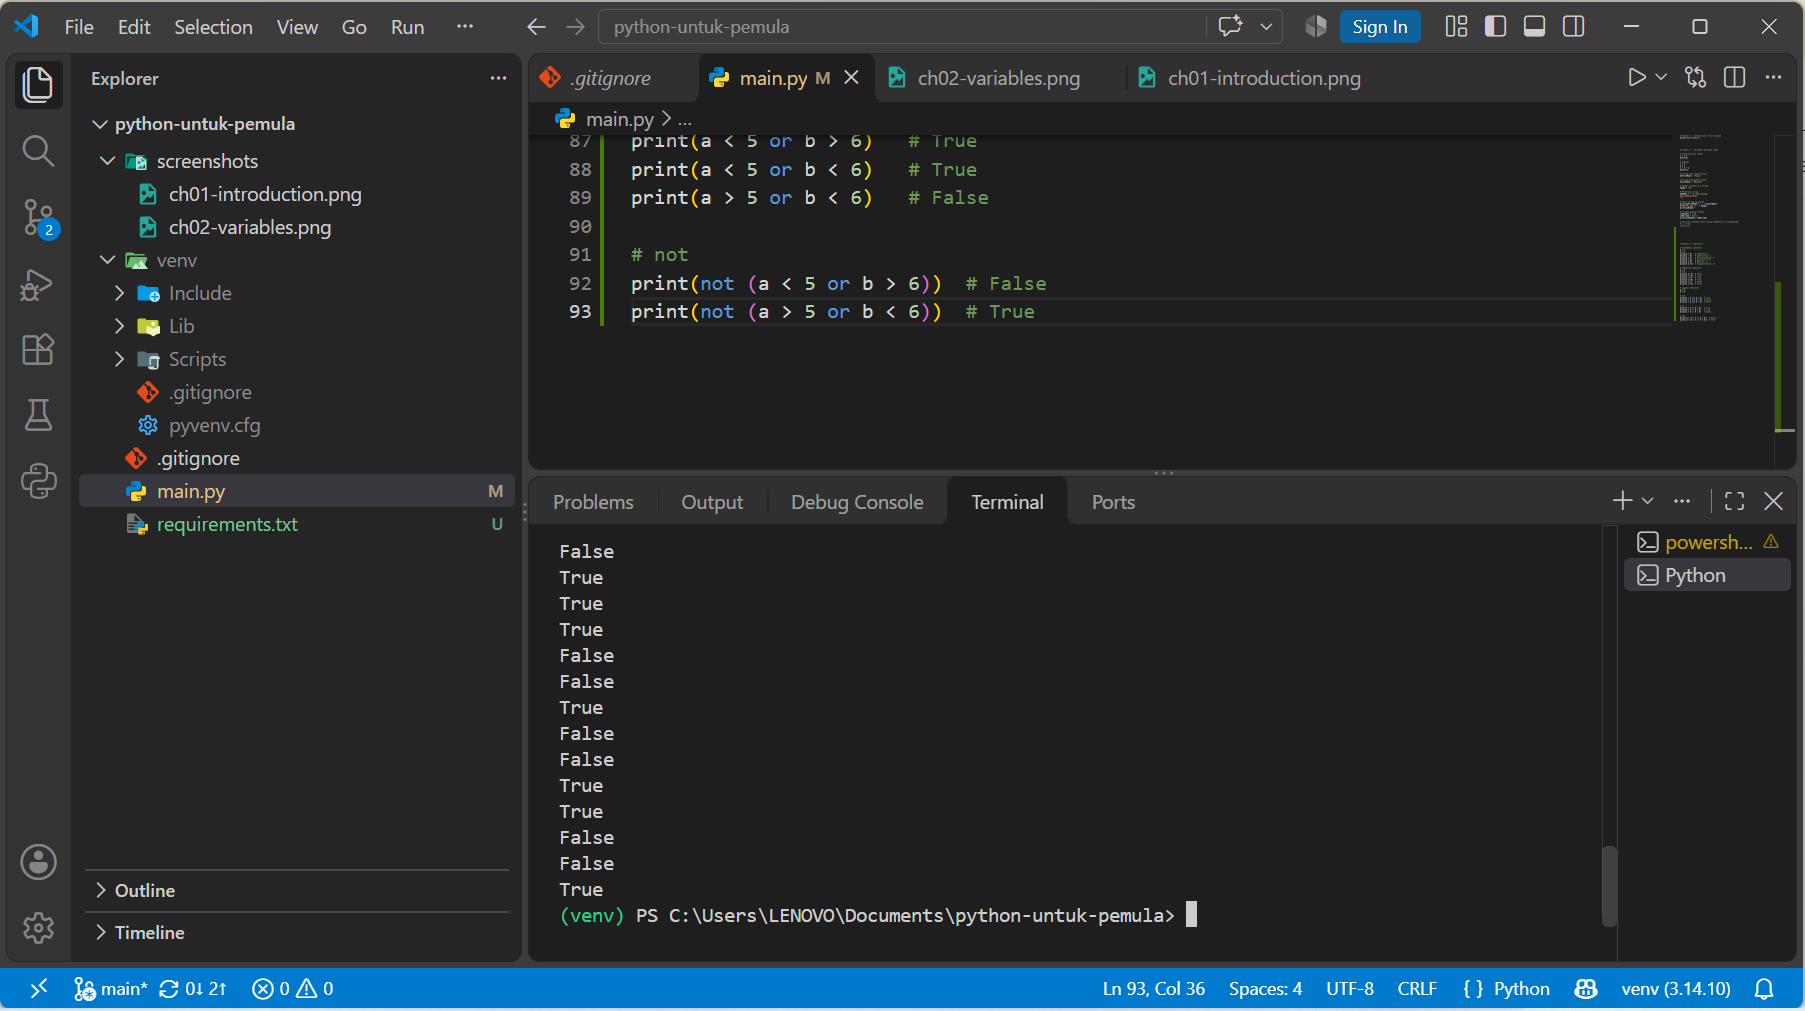 File Edit Selection View Go Run ···
python-untuk-pemula
Sign In
Explorer
python-untuk-pemula
screenshots
ch01-introduction.png
ch02-variables.png
venv
Include
Lib
Scripts
.gitignore
pyvenv.cfg
.gitignore
main.py M
requirements.txt U
Outline
Timeline
2
.gitignore main.py M ch02-variables.png ch01-introduction.png
main.py > ...
87 print(a < 5 or b > 6) # True
88 print(a < 5 or b < 6) # True
89 print(a > 5 or b < 6) # False
90
91 # not
92 print(not (a < 5 or b > 6)) # False
93 print(not (a > 5 or b < 6)) # True
Problems Output Debug Console Terminal Ports
False
True
True
True
False
False
True
False
False
True
True
False
False
True
(venv) PS C:\Users\LENOVO\Documents\python-untuk-pemula>
powersh...
Python
main* 0↓ 2↑ 0 0 Ln 93, Col 36 Spaces: 4 UTF-8 CRLF { } Python venv (3.14.10)